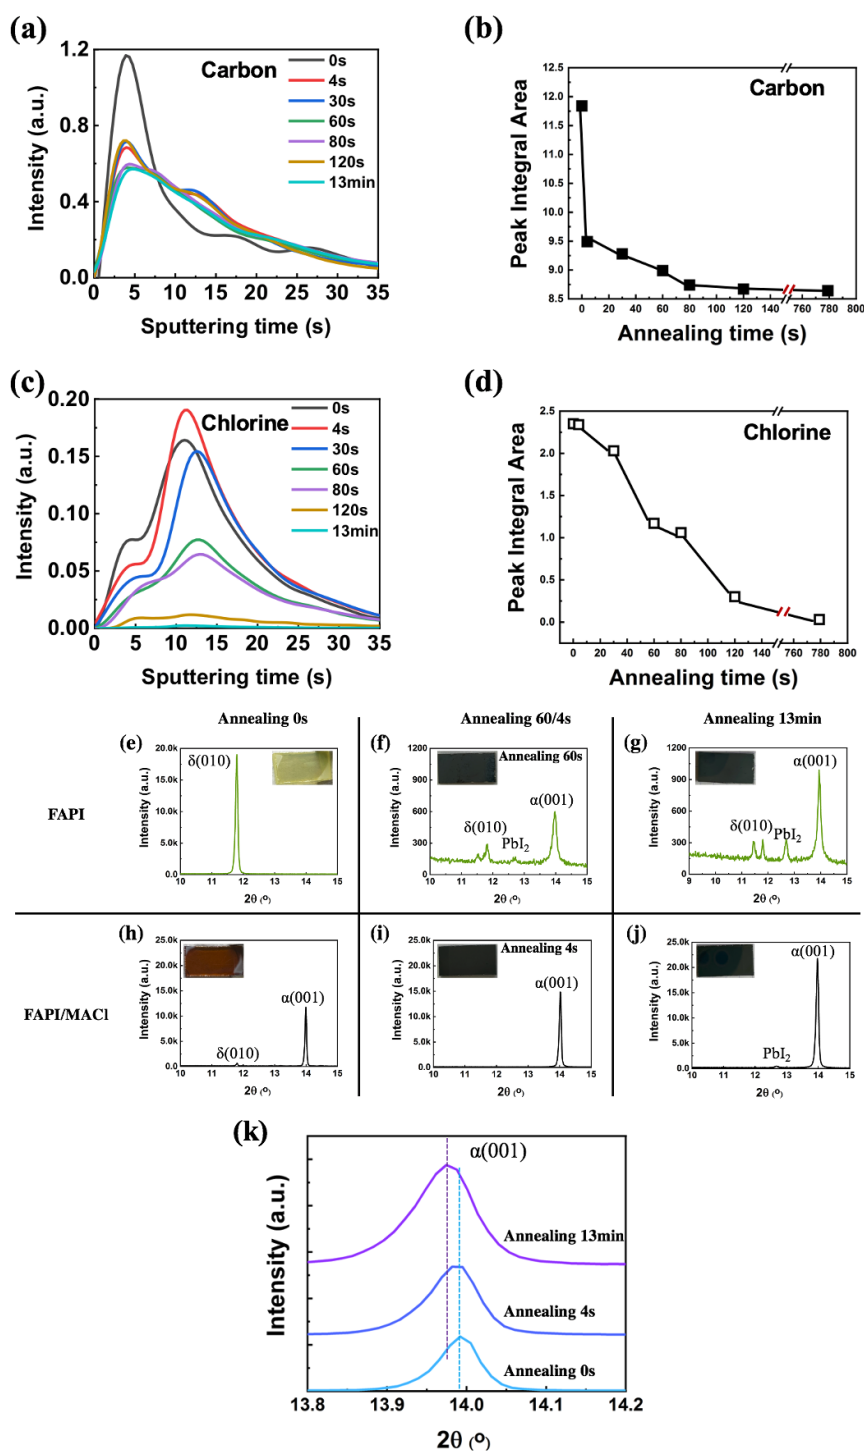 (a)
Carbon
0s
4s
30s
60s
80s
120s
13min
1.2
0.8
0.4
0.0
0 5 10 15 20 25 30 35
Intensity (a.u.)
Sputtering time (s)
(b)
Carbon
12.5
12.0
11.5
11.0
10.5
10.0
9.5
9.0
8.5
0 20 40 60 80 100 120 140 760 780 800
Peak Integral Area
Annealing time (s)
(c)
Chlorine
0s
4s
30s
60s
80s
120s
13min
0.20
0.15
0.10
0.05
0.00
0 5 10 15 20 25 30 35
Intensity (a.u.)
Sputtering time (s)
(d)
Chlorine
2.5
2.0
1.5
1.0
0.5
0.0
0 20 40 60 80 100 120 140 760 780 800
Peak Integral Area
Annealing time (s)
Annealing 0s
Annealing 60/4s
Annealing 13min
FAPI
(e)
δ(010)
20.0k
15.0k
10.0k
5.0k
0.0
10 11 12 13 14 15
Intensity (a.u.)
2θ (°)
(f)
Annealing 60s
α(001)
δ(010)
PbI₂
1200
900
600
300
0
10 11 12 13 14 15
Intensity (a.u.)
2θ (°)
(g)
α(001)
δ(010)
PbI₂
1200
900
600
300
0
9 10 11 12 13 14 15
Intensity (a.u.)
2θ (°)
FAPI/MACl
(h)
α(001)
δ(010)
25.0k
20.0k
15.0k
10.0k
5.0k
0.0
10 11 12 13 14 15
Intensity (a.u.)
2θ (°)
(i)
Annealing 4s
α(001)
25.0k
20.0k
15.0k
10.0k
5.0k
0.0
10 11 12 13 14 15
Intensity (a.u.)
2θ (°)
(j)
α(001)
PbI₂
25.0k
20.0k
15.0k
10.0k
5.0k
0.0
10 11 12 13 14 15
Intensity (a.u.)
2θ (°)
(k)
α(001)
Annealing 13min
Annealing 4s
Annealing 0s
13.8 13.9 14.0 14.1 14.2
Intensity (a.u.)
2θ (°)